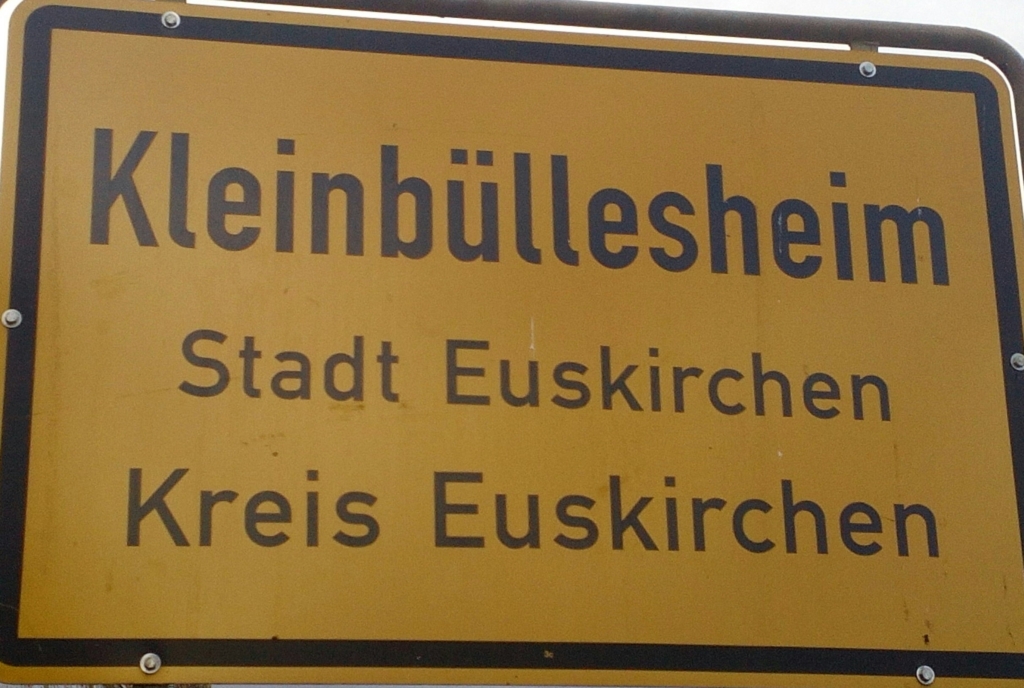 Kleinbüllesheim
Stadt Euskirchen
Kreis Euskirchen